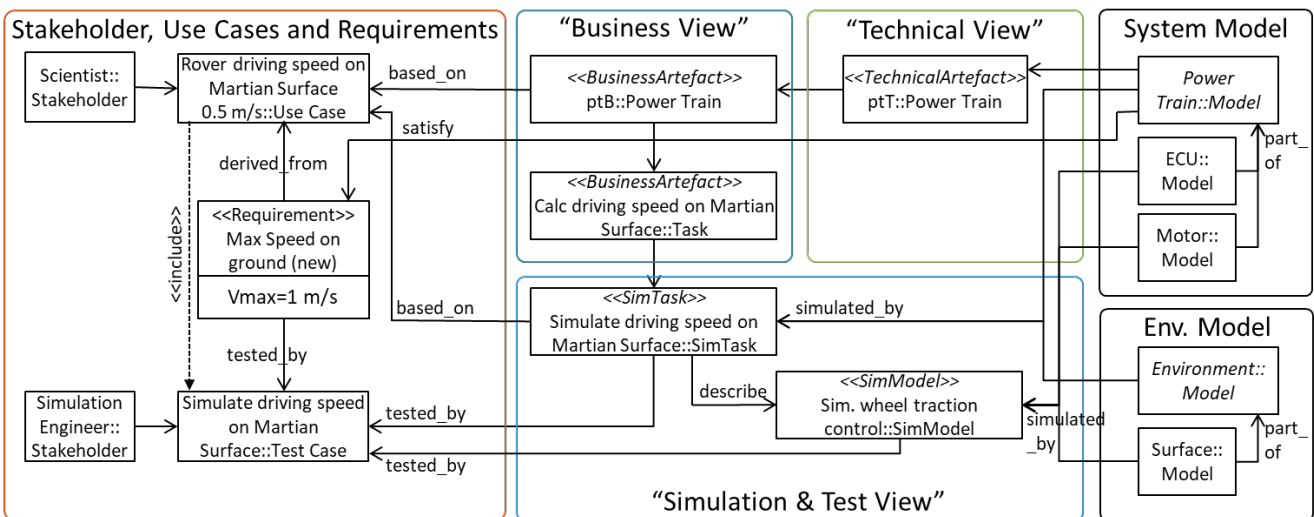 Stakeholder, Use Cases and Requirements
Scientist::
Stakeholder
Rover driving speed on
Martian Surface
0.5 m/s::Use Case
based_on
satisfy
derived_from
<<include>>
<<Requirement>>
Max Speed on
ground (new)
Vmax=1 m/s
based_on
tested_by
Simulation
Engineer::
Stakeholder
Simulate driving speed
on Martian
Surface::Test Case
tested_by
tested_by
“Business View”
<<BusinessArtefact>>
ptB::Power Train
<<BusinessArtefact>>
Calc driving speed on Martian
Surface::Task
“Technical View”
<<TechnicalArtefact>>
ptT::Power Train
<<SimTask>>
Simulate driving speed on
Martian Surface::SimTask
simulated_by
describe
<<SimModel>>
Sim. wheel traction
control::SimModel
simulated
_by
“Simulation & Test View”
System Model
Power
Train::Model
part_
of
ECU::
Model
Motor::
Model
Env. Model
Environment::
Model
part_
of
Surface::
Model